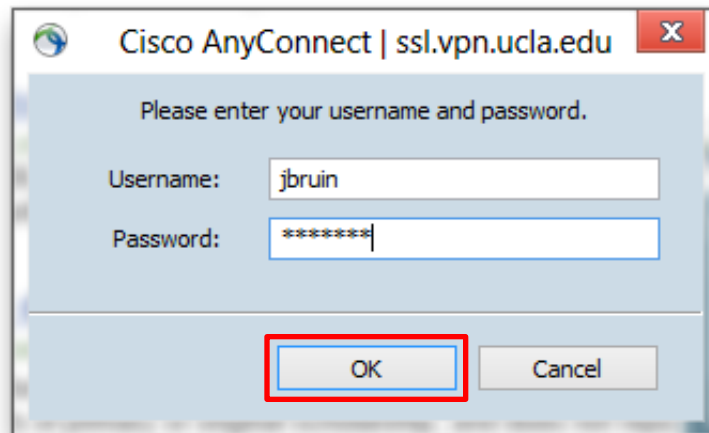 Cisco AnyConnect | ssl.vpn.ucla.edu
Please enter your username and password.
Username: jbruin
Password: *******
OK Cancel